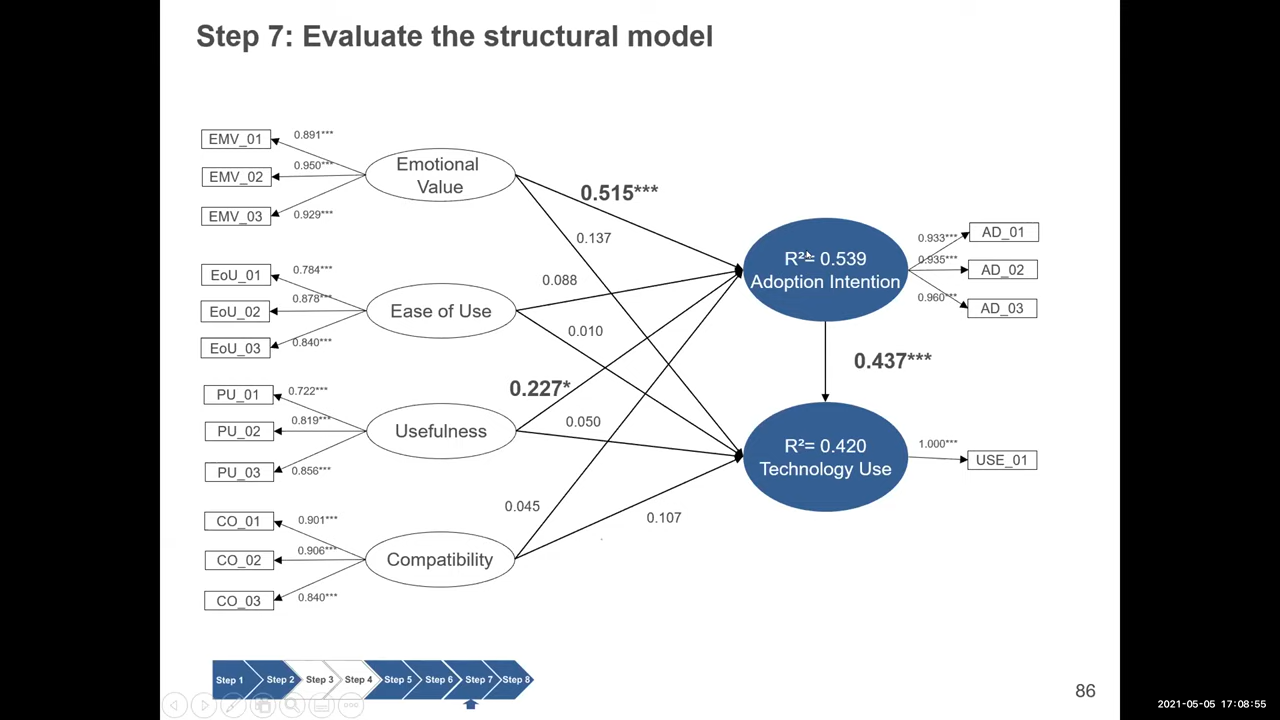 Step 7: Evaluate the structural model
EMV_01
0.891***
EMV_02
0.950***
EMV_03
0.929***
Emotional
Value
0.515***
0.137
EoU_01
0.784***
EoU_02
0.878***
EoU_03
0.840***
Ease of Use
0.088
0.010
PU_01
0.722***
PU_02
0.819***
PU_03
0.856***
Usefulness
0.227*
0.050
CO_01
0.901***
CO_02
0.906***
CO_03
0.840***
Compatibility
0.045
0.107
R²= 0.539
Adoption Intention
0.933***
AD_01
0.935***
AD_02
0.960***
AD_03
0.437***
R²= 0.420
Technology Use
1.000***
USE_01
Step 1
Step 2
Step 3
Step 4
Step 5
Step 6
Step 7
Step 8
86
2021-05-05 17:08:55